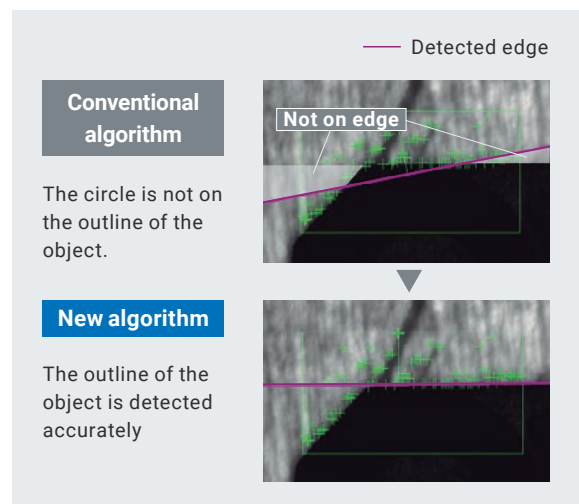 Detected edge
Conventional
algorithm
Not on edge
The circle is not on
the outline of the
object.
New algorithm
The outline of the
object is detected
accurately